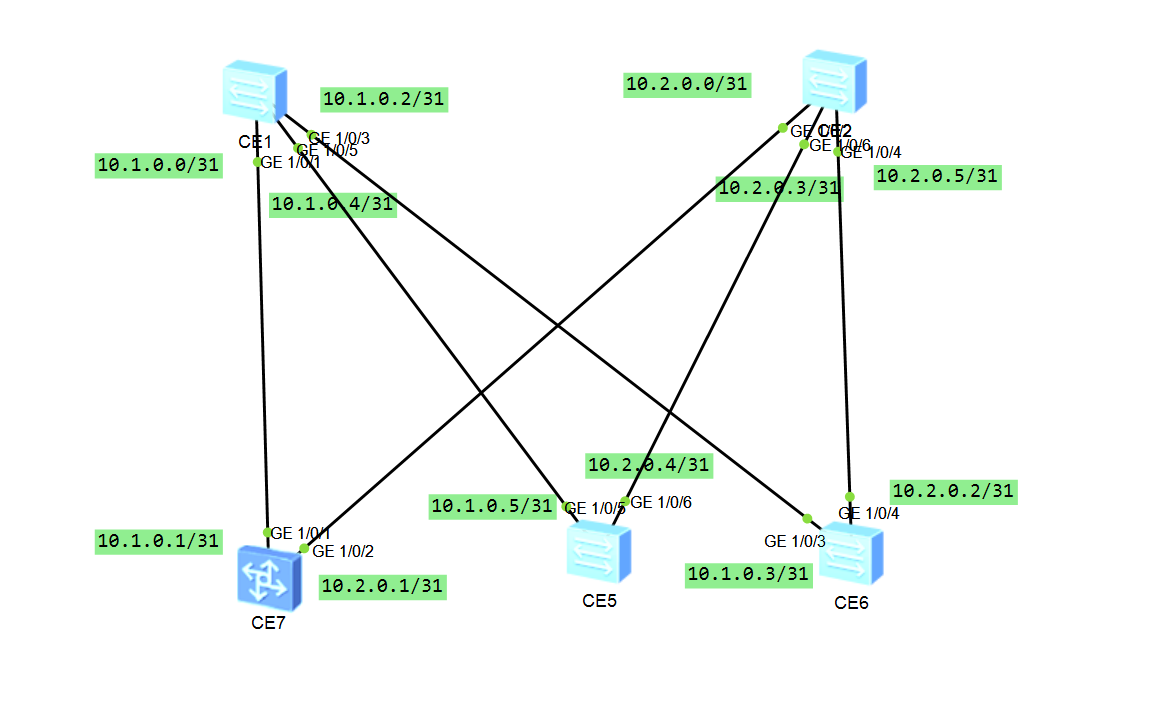 10.2.0.0/31
10.1.0.2/31
CE1
GE 1/0/3
GE 1/0/5
GE 1/0/1
10.1.0.0/31
10.1.0.4/31
CE2
GE 1/0/2
GE 1/0/6
GE 1/0/4
10.2.0.5/31
10.2.0.3/31
10.2.0.4/31
10.1.0.5/31
GE 1/0/5
GE 1/0/6
10.2.0.2/31
GE 1/0/4
GE 1/0/3
10.1.0.1/31
GE 1/0/1
GE 1/0/2
10.2.0.1/31
10.1.0.3/31
CE7
CE5
CE6